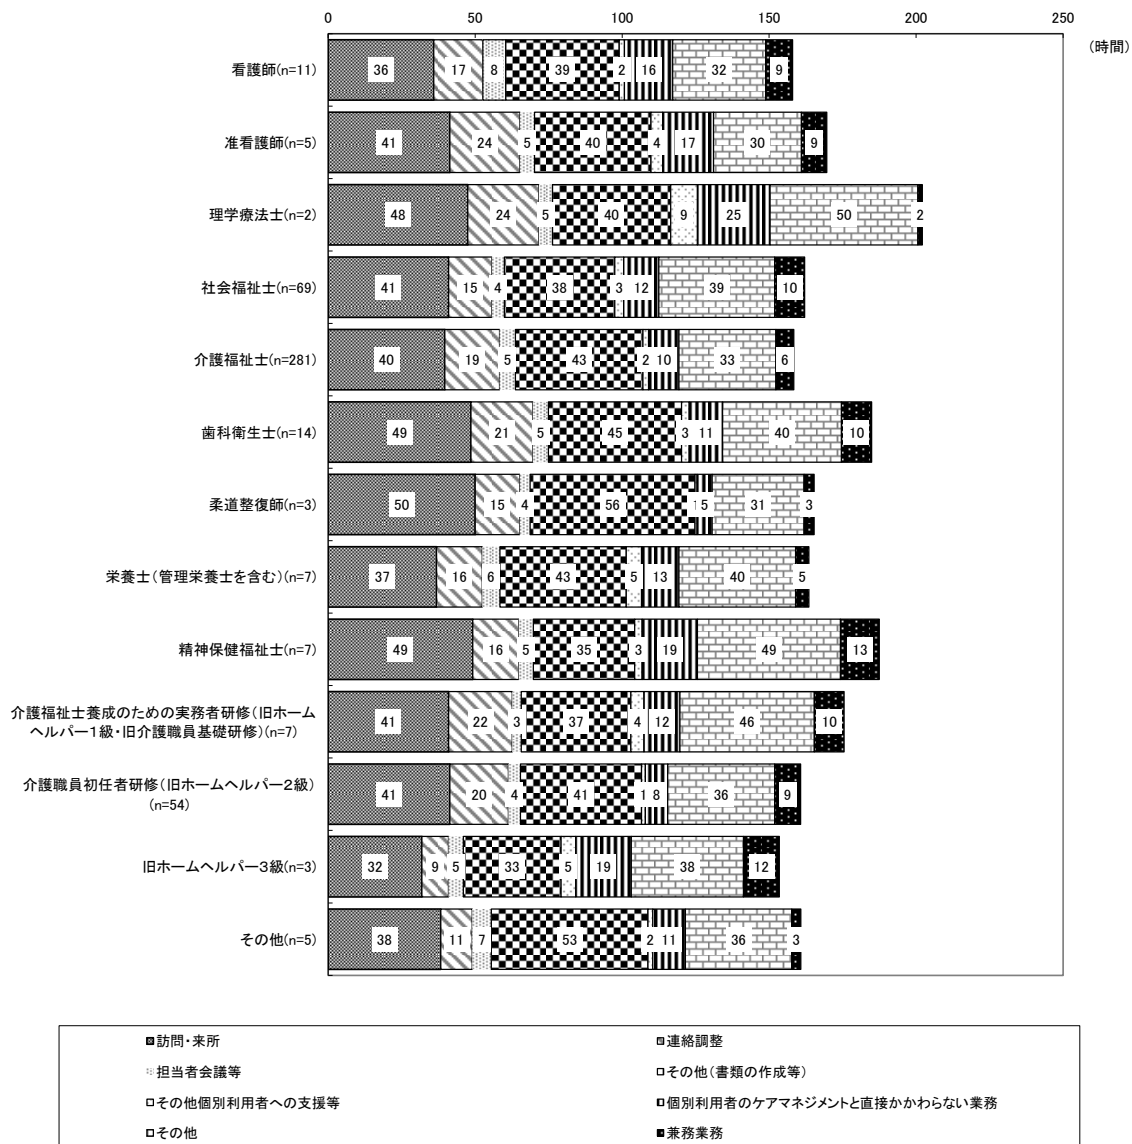 0 50 100 150 200 250
(時間)
看護師(n=11) 36 17 8 39 2 16 32 9
准看護師(n=5) 41 24 5 40 4 17 30 9
理学療法士(n=2) 48 24 5 40 9 25 50 2
社会福祉士(n=69) 41 15 4 38 3 12 39 10
介護福祉士(n=281) 40 19 5 43 2 10 33 6
歯科衛生士(n=14) 49 21 5 45 3 11 40 10
柔道整復師(n=3) 50 15 4 56 1 5 31 3
栄養士(管理栄養士を含む)(n=7) 37 16 6 43 5 13 40 5
精神保健福祉士(n=7) 49 16 5 35 3 19 49 13
介護福祉士養成のための実務者研修(旧ホーム
ヘルパー1級・旧介護職員基礎研修)(n=7) 41 22 3 37 4 12 46 10
介護職員初任者研修(旧ホームヘルパー2級)
(n=54) 41 20 4 41 1 8 36 9
旧ホームヘルパー3級(n=3) 32 9 5 33 5 19 38 12
その他(n=5) 38 11 7 53 2 11 36 3
訪問・来所 連絡調整
担当者会議等 その他(書類の作成等)
その他個別利用者への支援等 個別利用者のケアマネジメントと直接かかわらない業務
その他 兼務業務